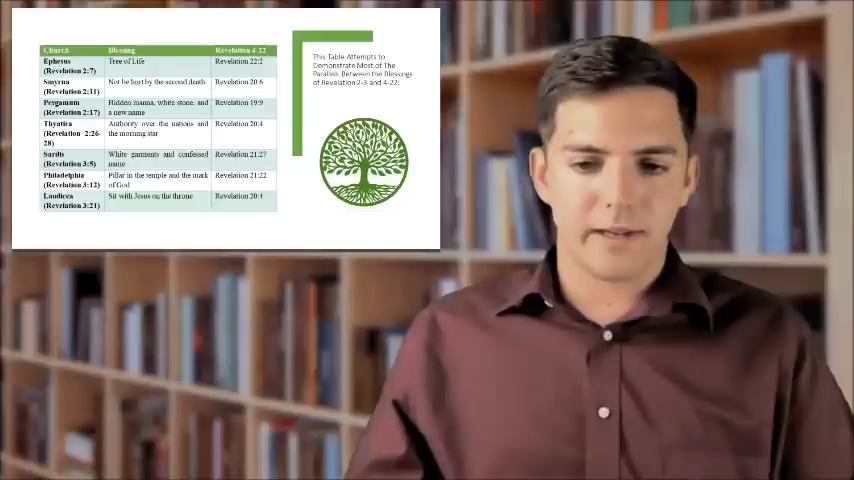 Church Blessing Revelation 4-22
Ephesus Tree of Life Revelation 22:2
(Revelation 2:7)
Smyrna Not be hurt by the second death Revelation 20:6
(Revelation 2:11)
Pergamum Hidden manna, white stone, and Revelation 19:9
(Revelation 2:17) a new name
Thyatira Authority over the nations and Revelation 20:4
(Revelation 2:26- the morning star
28)
Sardis White garments and confessed Revelation 21:27
(Revelation 3:5) name
Philadelphia Pillar in the temple and the mark Revelation 21:22
(Revelation 3:12) of God
Laodicea Sit with Jesus on the throne Revelation 20:4
(Revelation 3:21)
This Table Attempts to
Demonstrate Most of The
Parallels Between the Blessings
of Revelation 2-3 and 4-22: